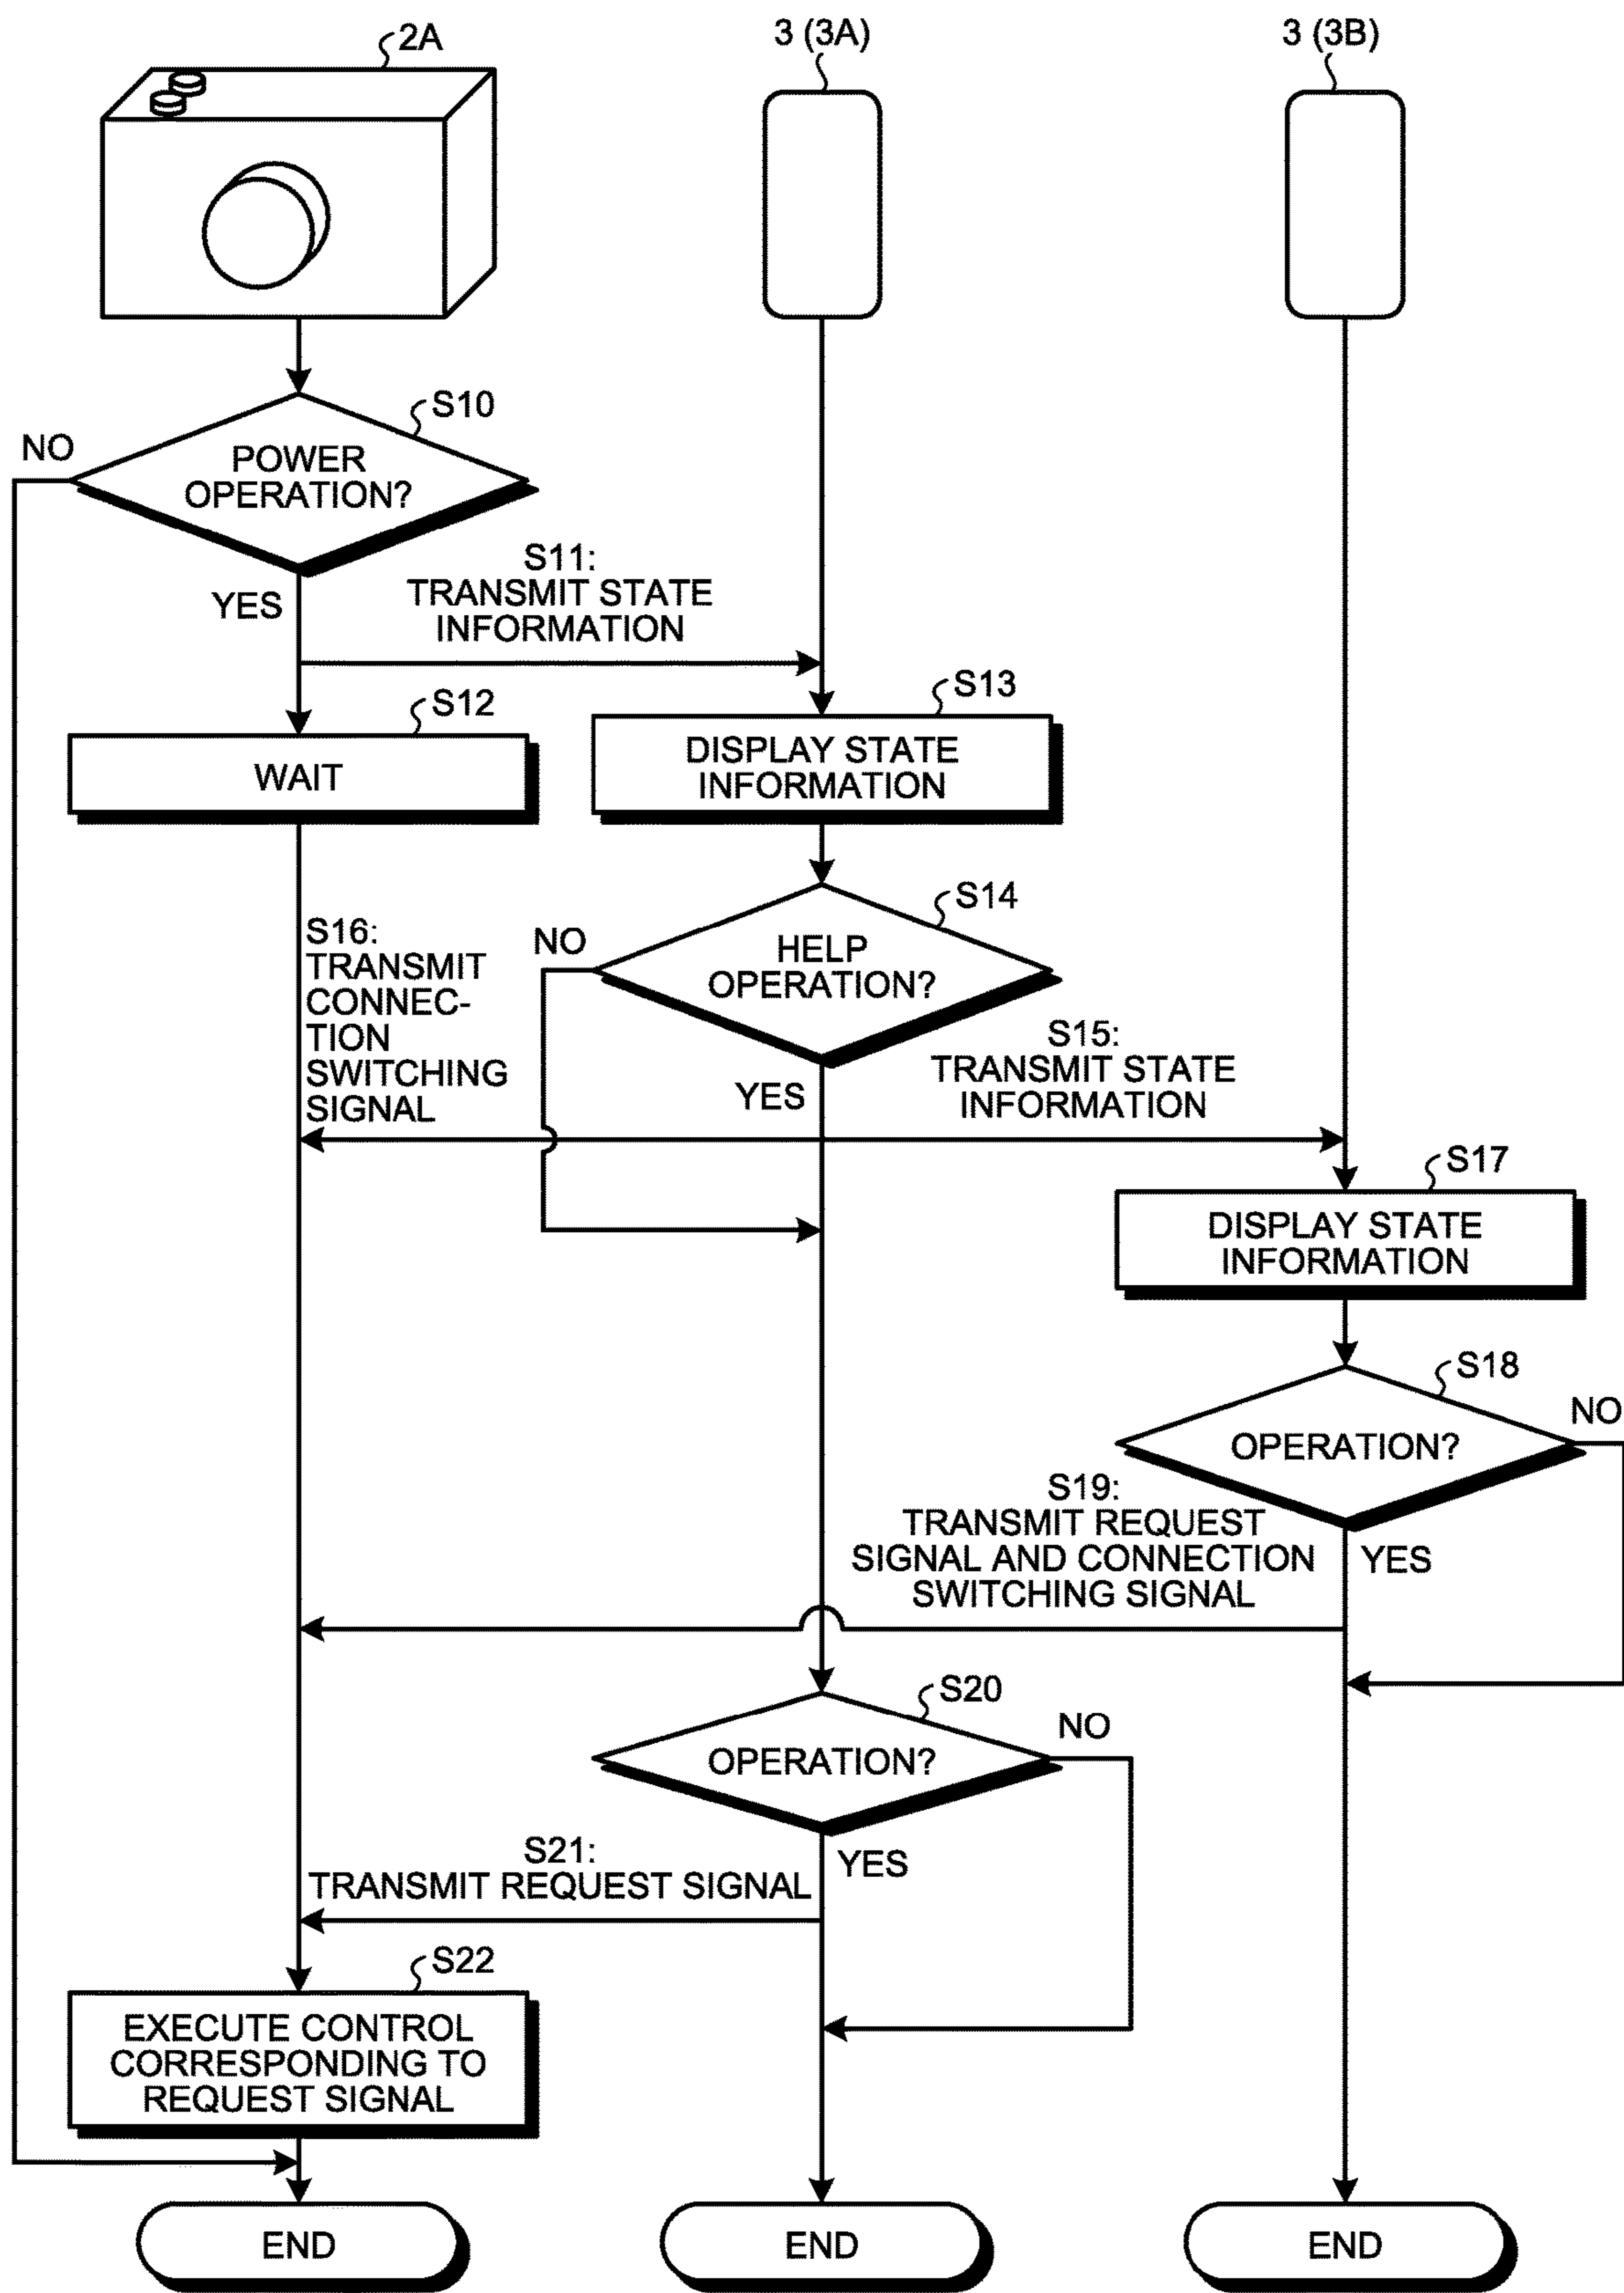 2A
3 (3A)
3 (3B)
S10
NO
POWER
OPERATION?
YES
S11:
TRANSMIT STATE
INFORMATION
S12
WAIT
S13
DISPLAY STATE
INFORMATION
S14
NO
HELP
OPERATION?
YES
S16:
TRANSMIT
CONNEC-
TION
SWITCHING
SIGNAL
S15:
TRANSMIT STATE
INFORMATION
S17
DISPLAY STATE
INFORMATION
S18
NO
OPERATION?
YES
S19:
TRANSMIT REQUEST
SIGNAL AND CONNECTION
SWITCHING SIGNAL
S20
NO
OPERATION?
YES
S21:
TRANSMIT REQUEST SIGNAL
S22
EXECUTE CONTROL
CORRESPONDING TO
REQUEST SIGNAL
END
END
END